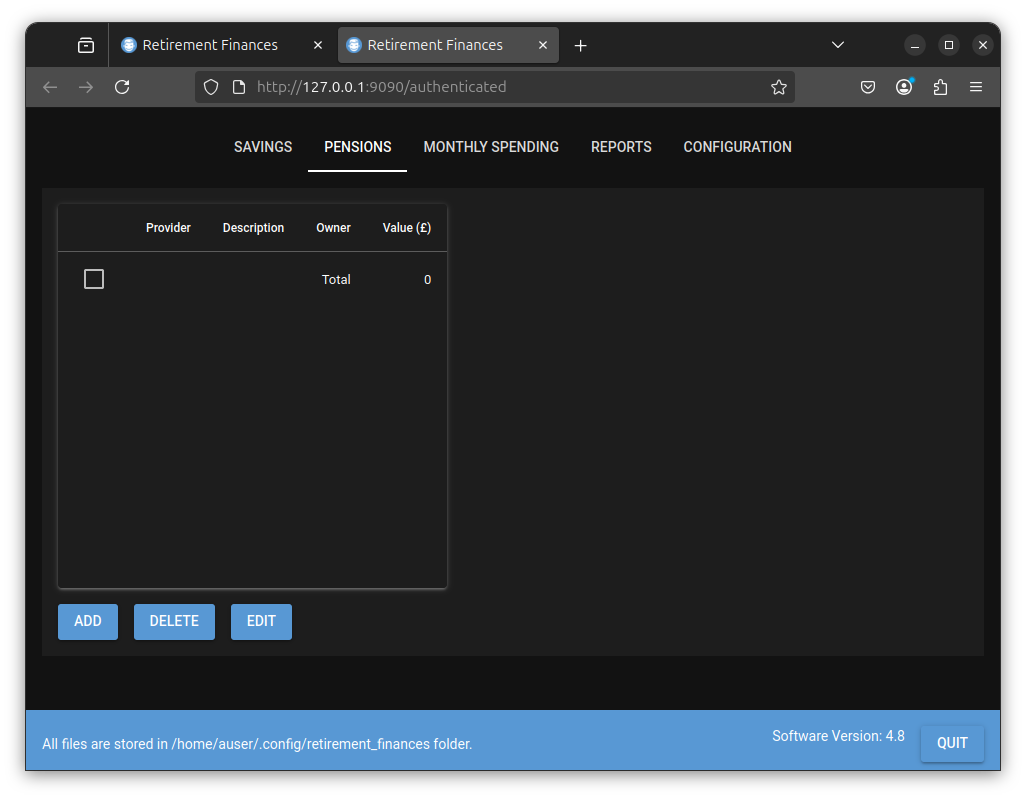 Retirement Finances
Retirement Finances
http://127.0.0.1:9090/authenticated
SAVINGS PENSIONS MONTHLY SPENDING REPORTS CONFIGURATION
Provider Description Owner Value (£)
Total 0
ADD DELETE EDIT
All files are stored in /home/auser/.config/retirement_finances folder.
Software Version: 4.8
QUIT